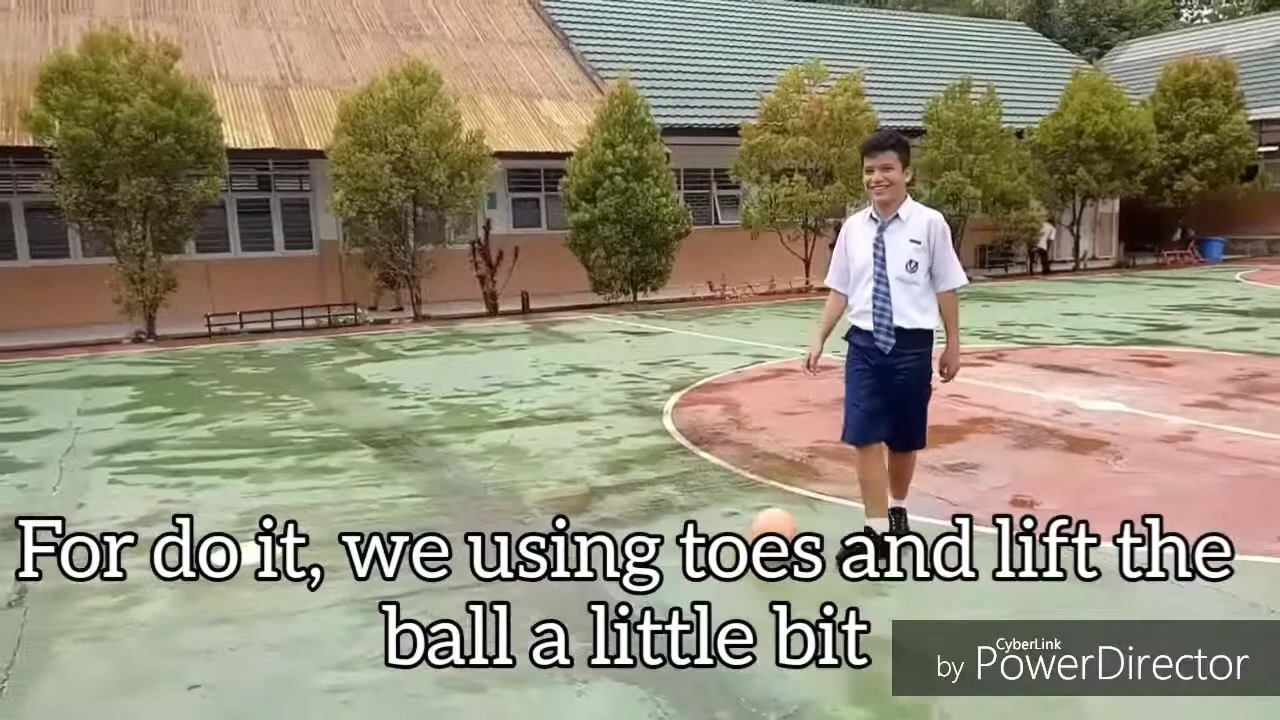 For do it, we using toes and lift the
ball a little bit
CyberLink
by PowerDirector